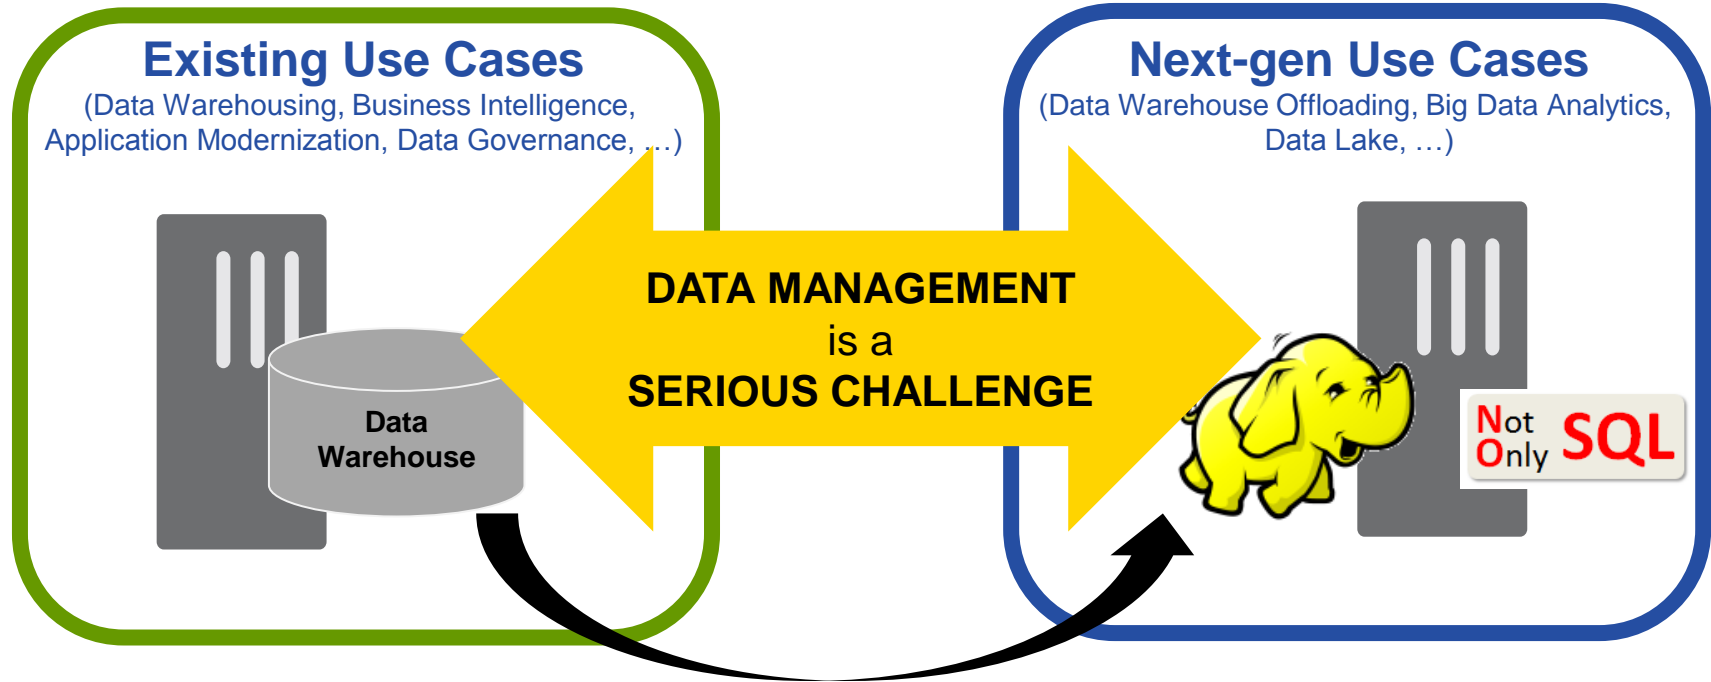 Existing Use Cases
(Data Warehousing, Business Intelligence,
Application Modernization, Data Governance, …)
Next-gen Use Cases
(Data Warehouse Offloading, Big Data Analytics,
Data Lake, …)
DATA MANAGEMENT
is a
SERIOUS CHALLENGE
Data
Warehouse
Not
Only SQL